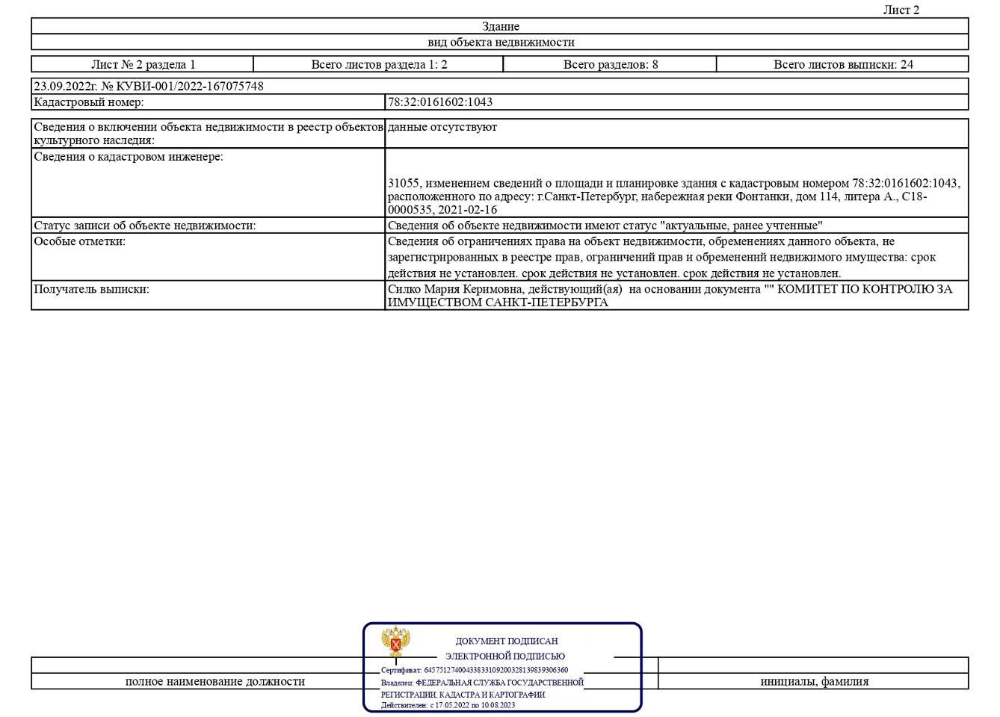 Лист 2
Здание
вид объекта недвижимости
Лист № 2 раздела 1
Всего листов раздела 1: 2
Всего разделов: 8
Всего листов выписки: 24
23.09.2022г. № КУВИ-001/2022-167075748
Кадастровый номер:
78:32:0161602:1043
Сведения о включении объекта недвижимости в реестр объектов
культурного наследия:
данные отсутствуют
Сведения о кадастровом инженере:
31055, изменением сведений о площади и планировке здания с кадастровым номером 78:32:0161602:1043,
расположенного по адресу: г.Санкт-Петербург, набережная реки Фонтанки, дом 114, литера А., С18-
0000535, 2021-02-16
Статус записи об объекте недвижимости:
Сведения об объекте недвижимости имеют статус "актуальные, ранее учтенные"
Особые отметки:
Сведения об ограничениях права на объект недвижимости, обременениях данного объекта, не
зарегистрированных в реестре прав, ограничений прав и обременений недвижимого имущества: срок
действия не установлен. срок действия не установлен. срок действия не установлен.
Получатель выписки:
Силко Мария Керимовна, действующий(ая)  на основании документа "" КОМИТЕТ ПО КОНТРОЛЮ ЗА
ИМУЩЕСТВОМ САНКТ-ПЕТЕРБУРГА
ДОКУМЕНТ ПОДПИСАН
ЭЛЕКТРОННОЙ ПОДПИСЬЮ
Сертификат: 64575127400433833109200328139839306360
Владелец: ФЕДЕРАЛЬНАЯ СЛУЖБА ГОСУДАРСТВЕННОЙ
РЕГИСТРАЦИИ, КАДАСТРА И КАРТОГРАФИИ
Действителен: с 17.05.2022 по 10.08.2023
полное наименование должности
инициалы, фамилия